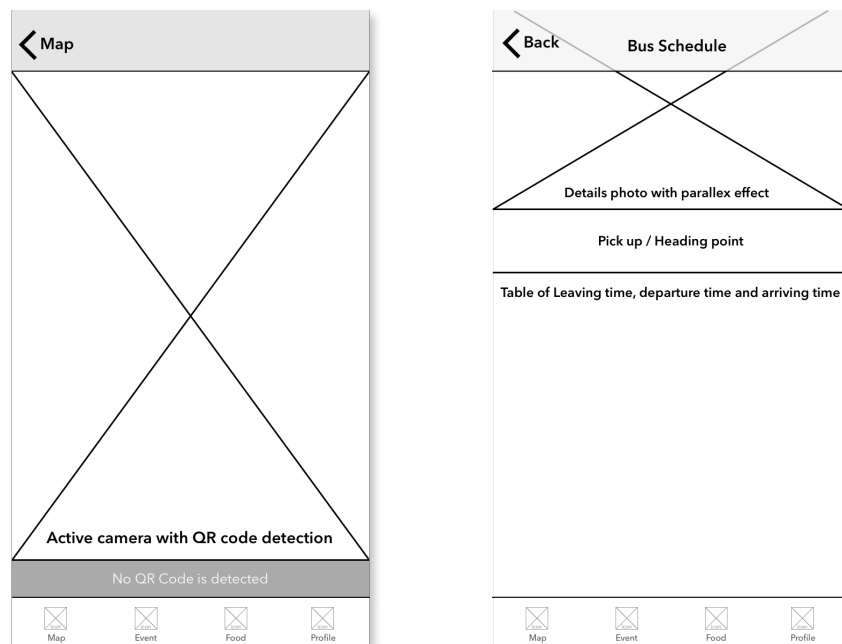 Map
Active camera with QR code detection
No QR Code is detected
Map Event Food Profile
Back
Bus Schedule
Details photo with parallex effect
Pick up / Heading point
Table of Leaving time, departure time and arriving time
Map Event Food Profile